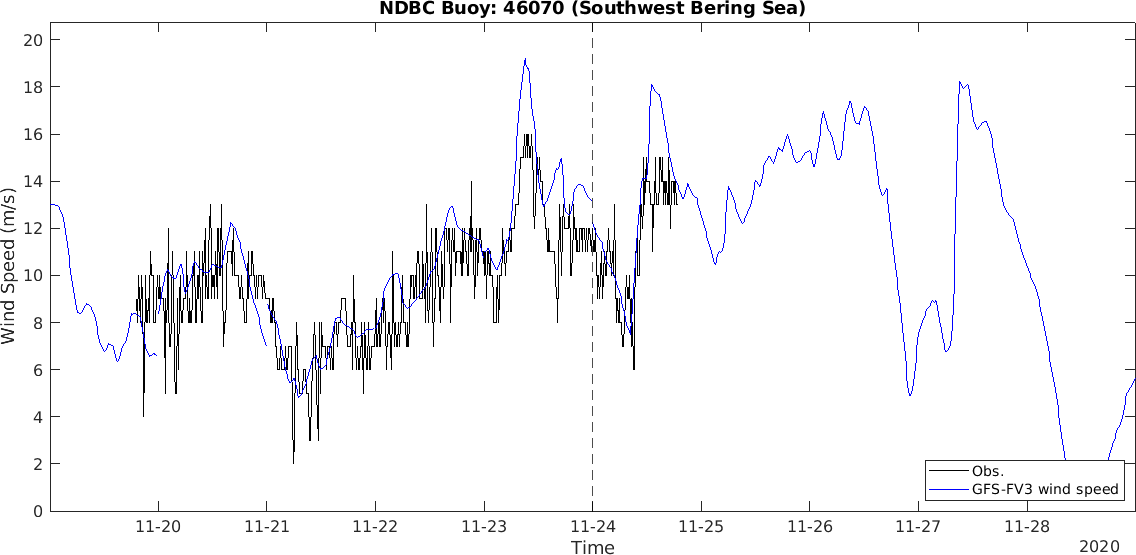 NDBC Buoy: 46070 (Southwest Bering Sea)
Wind Speed (m/s)
20
18
16
14
12
10
8
6
4
2
0
Obs.
GFS-FV3 wind speed
11-20 11-21 11-22 11-23 11-24 11-25 11-26 11-27 11-28
Time
2020